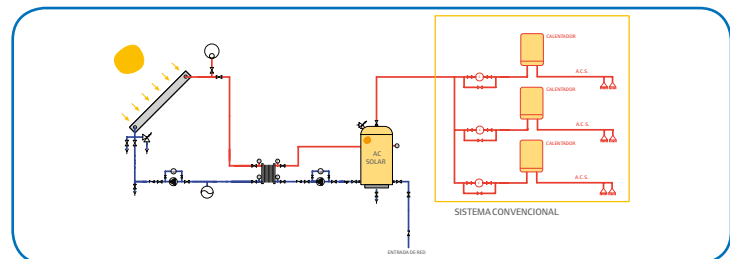 CALENTADOR
A.C.S.
CALENTADOR
A.C.S.
AC
SOLAR
CALENTADOR
A.C.S.
SISTEMA CONVENCIONAL
ENTRADA DE RED